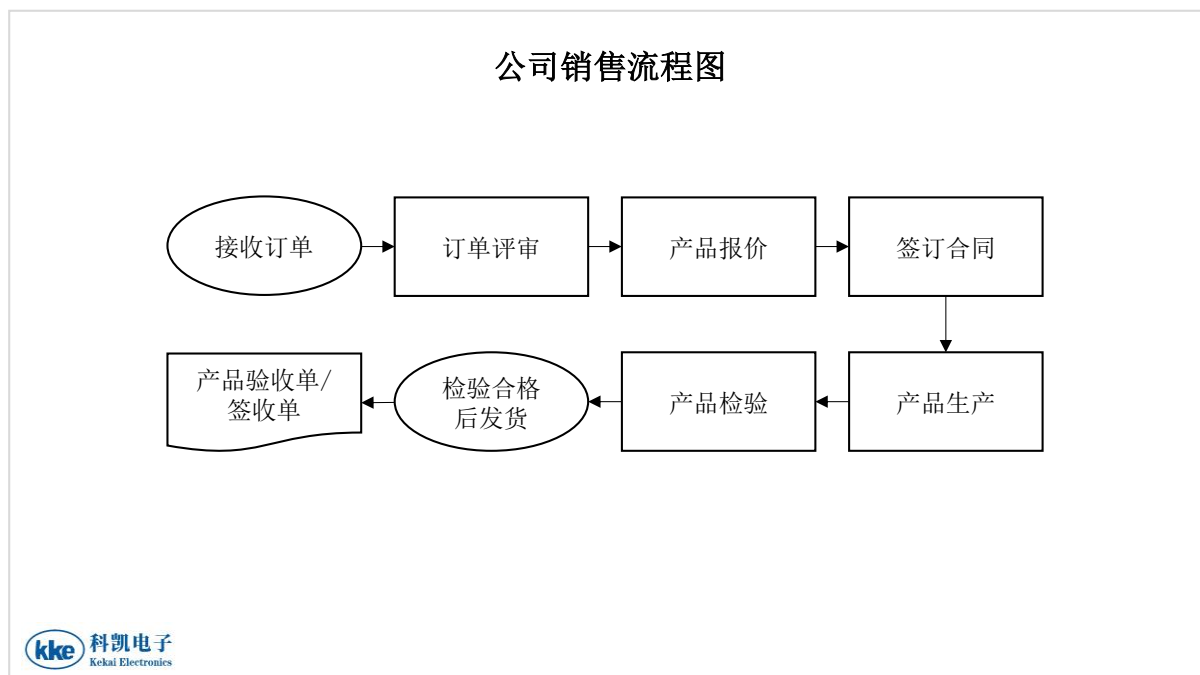 公司销售流程图
接收订单
订单评审
产品报价
签订合同
产品验收单/
签收单
检验合格
后发货
产品检验
产品生产
kke
科凯电子
Kekai Electronics